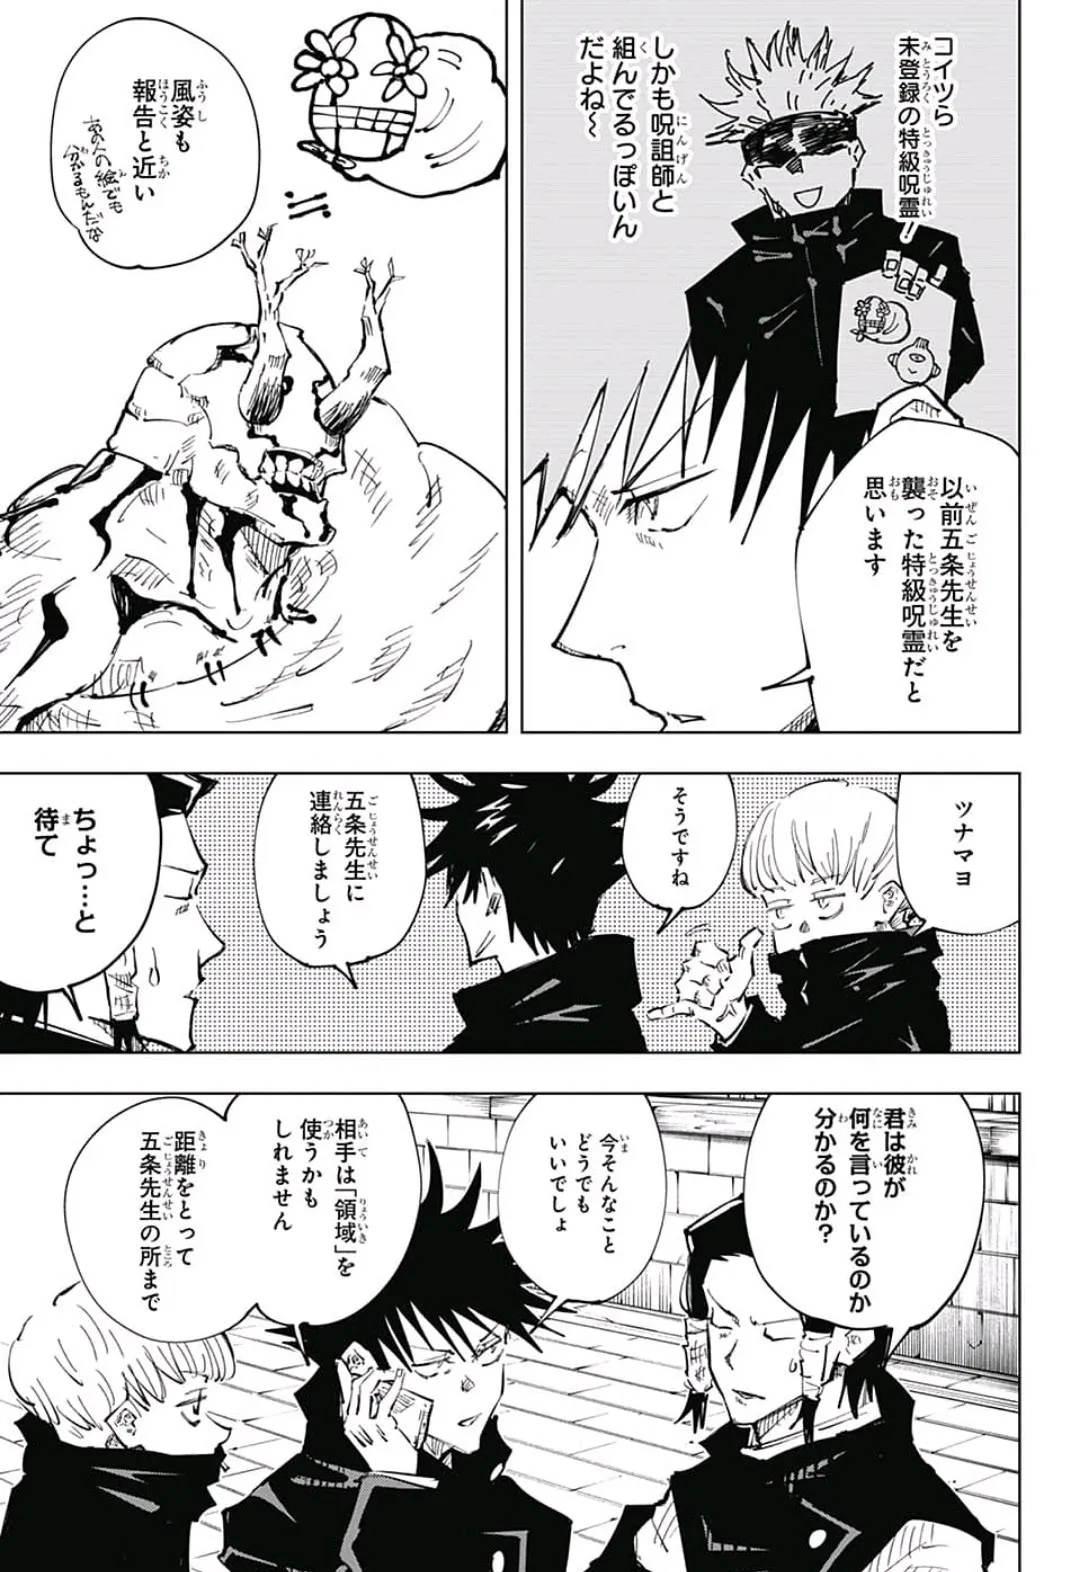 コイツら
未登録の特級呪霊!
しかも呪詛師と
組んでるっぽいん
だよね〜
以前五条先生を
襲った特級呪霊だと
思います
≒
風姿も
報告と近い
あの人の絵でも
分かるもんだな
ツナマヨ
そうですね
五条先生に
連絡しましょう
ちょっ…と
待て
君は彼が
何を言っているのか
分かるのか?
今そんなこと
どうでも
いいでしょ
相手は「領域」を
使うかも
しれません
距離をとって
五条先生の所まで